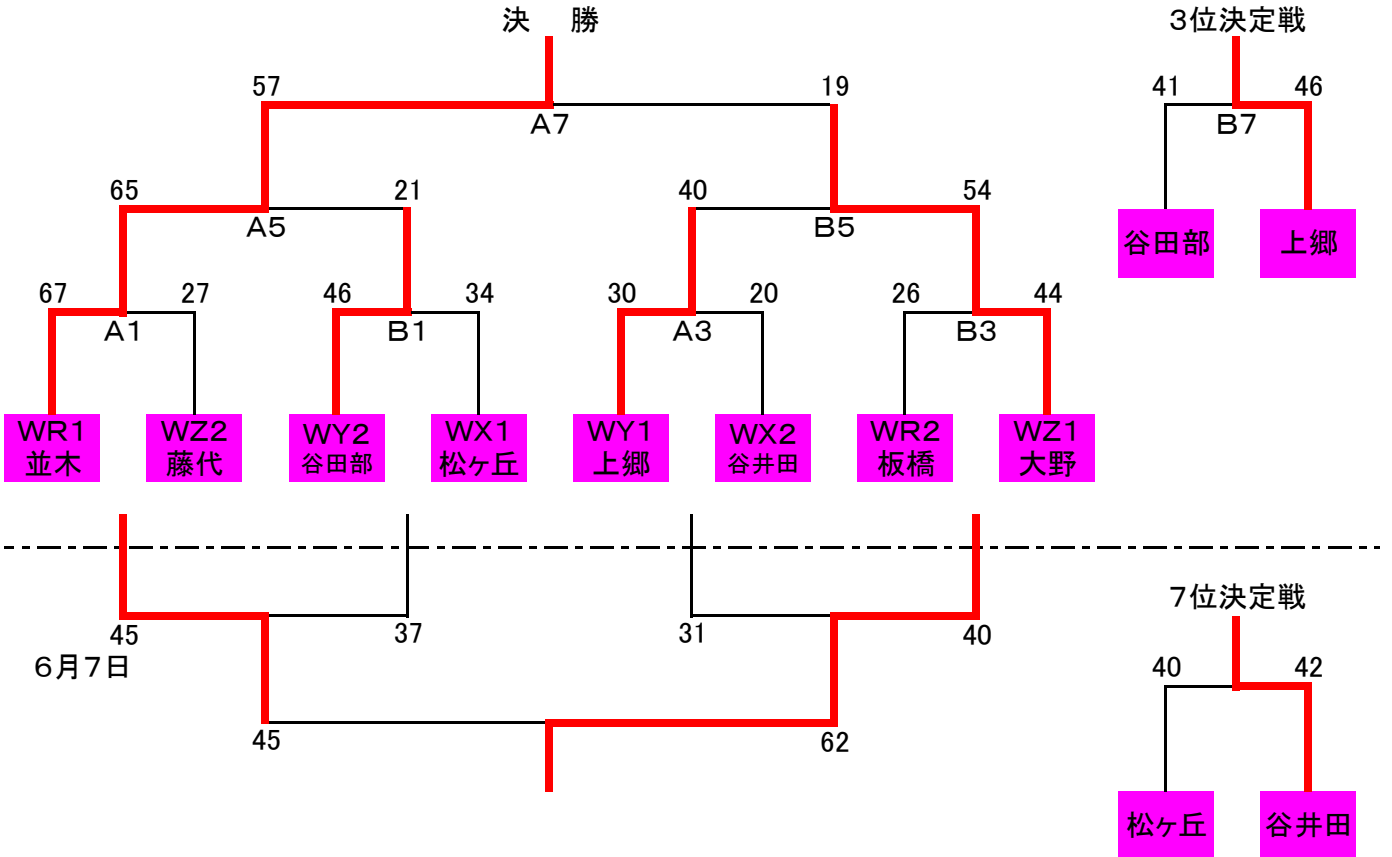 決 勝
3位決定戦
57
19
41
46
A7
B7
65
21
40
54
A5
B5
谷田部
上郷
67
27
46
34
30
20
26
44
A1
B1
A3
B3
WR1
並木
WZ2
藤代
WY2
谷田部
WX1
松ヶ丘
WY1
上郷
WX2
谷井田
WR2
板橋
WZ1
大野
7位決定戦
45
37
31
40
6月7日
40
42
45
62
松ヶ丘
谷井田